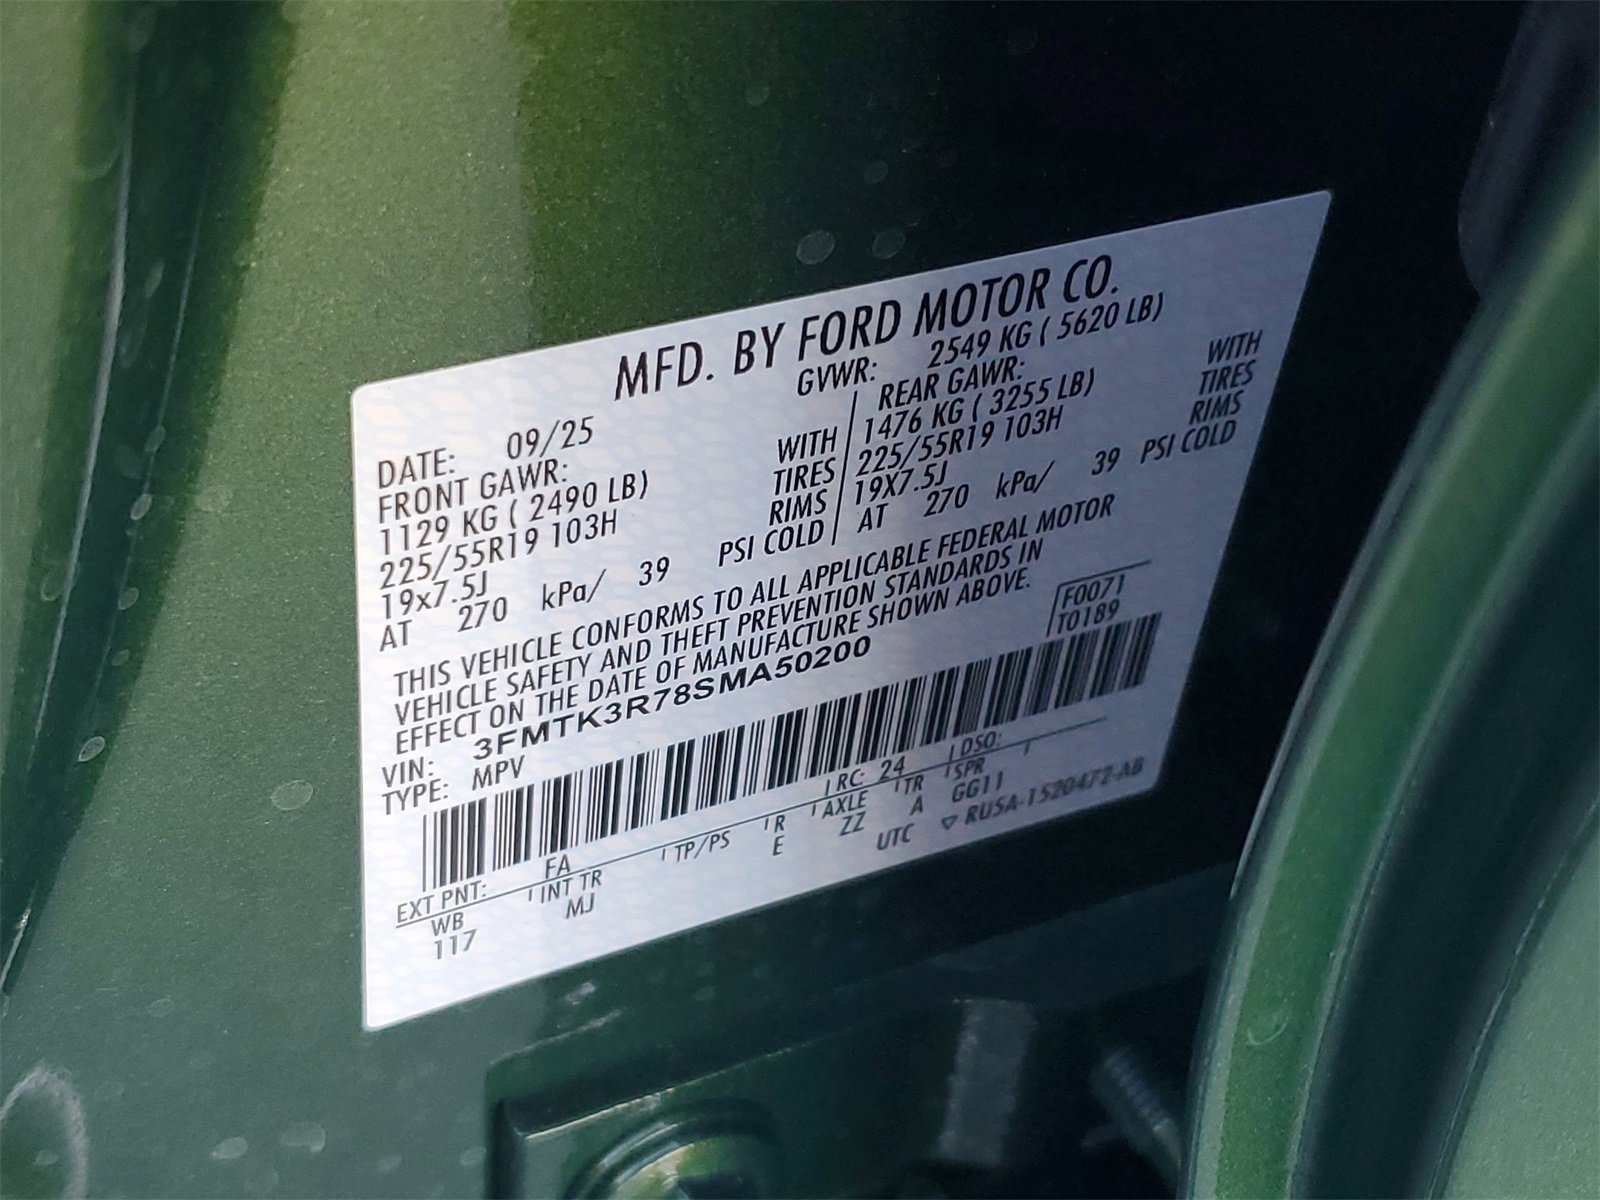 MFD. BY FORD MOTOR CO.
DATE: 09/25 GVWR: 2549 KG ( 5620 LB)
FRONT GAWR: REAR GAWR:
1129 KG ( 2490 LB) WITH 1476 KG ( 3255 LB) WITH
225/55R19 103H TIRES 225/55R19 103H TIRES
19x7.5J RIMS 19X7.5J RIMS
AT 270 kPa/ 39 PSI COLD AT 270 kPa/ 39 PSI COLD
THIS VEHICLE CONFORMS TO ALL APPLICABLE FEDERAL MOTOR
VEHICLE SAFETY AND THEFT PREVENTION STANDARDS IN
EFFECT ON THE DATE OF MANUFACTURE SHOWN ABOVE.
VIN: 3FMTK3R78SMA50200 F0071
TYPE: MPV T0189
EXT PNT: FA RC: 24 DSO:
WB INT TR TP/PS R AXLE TR SPR
117 MJ E ZZ A GG11
UTC ▽ RUSA-1520472-AB